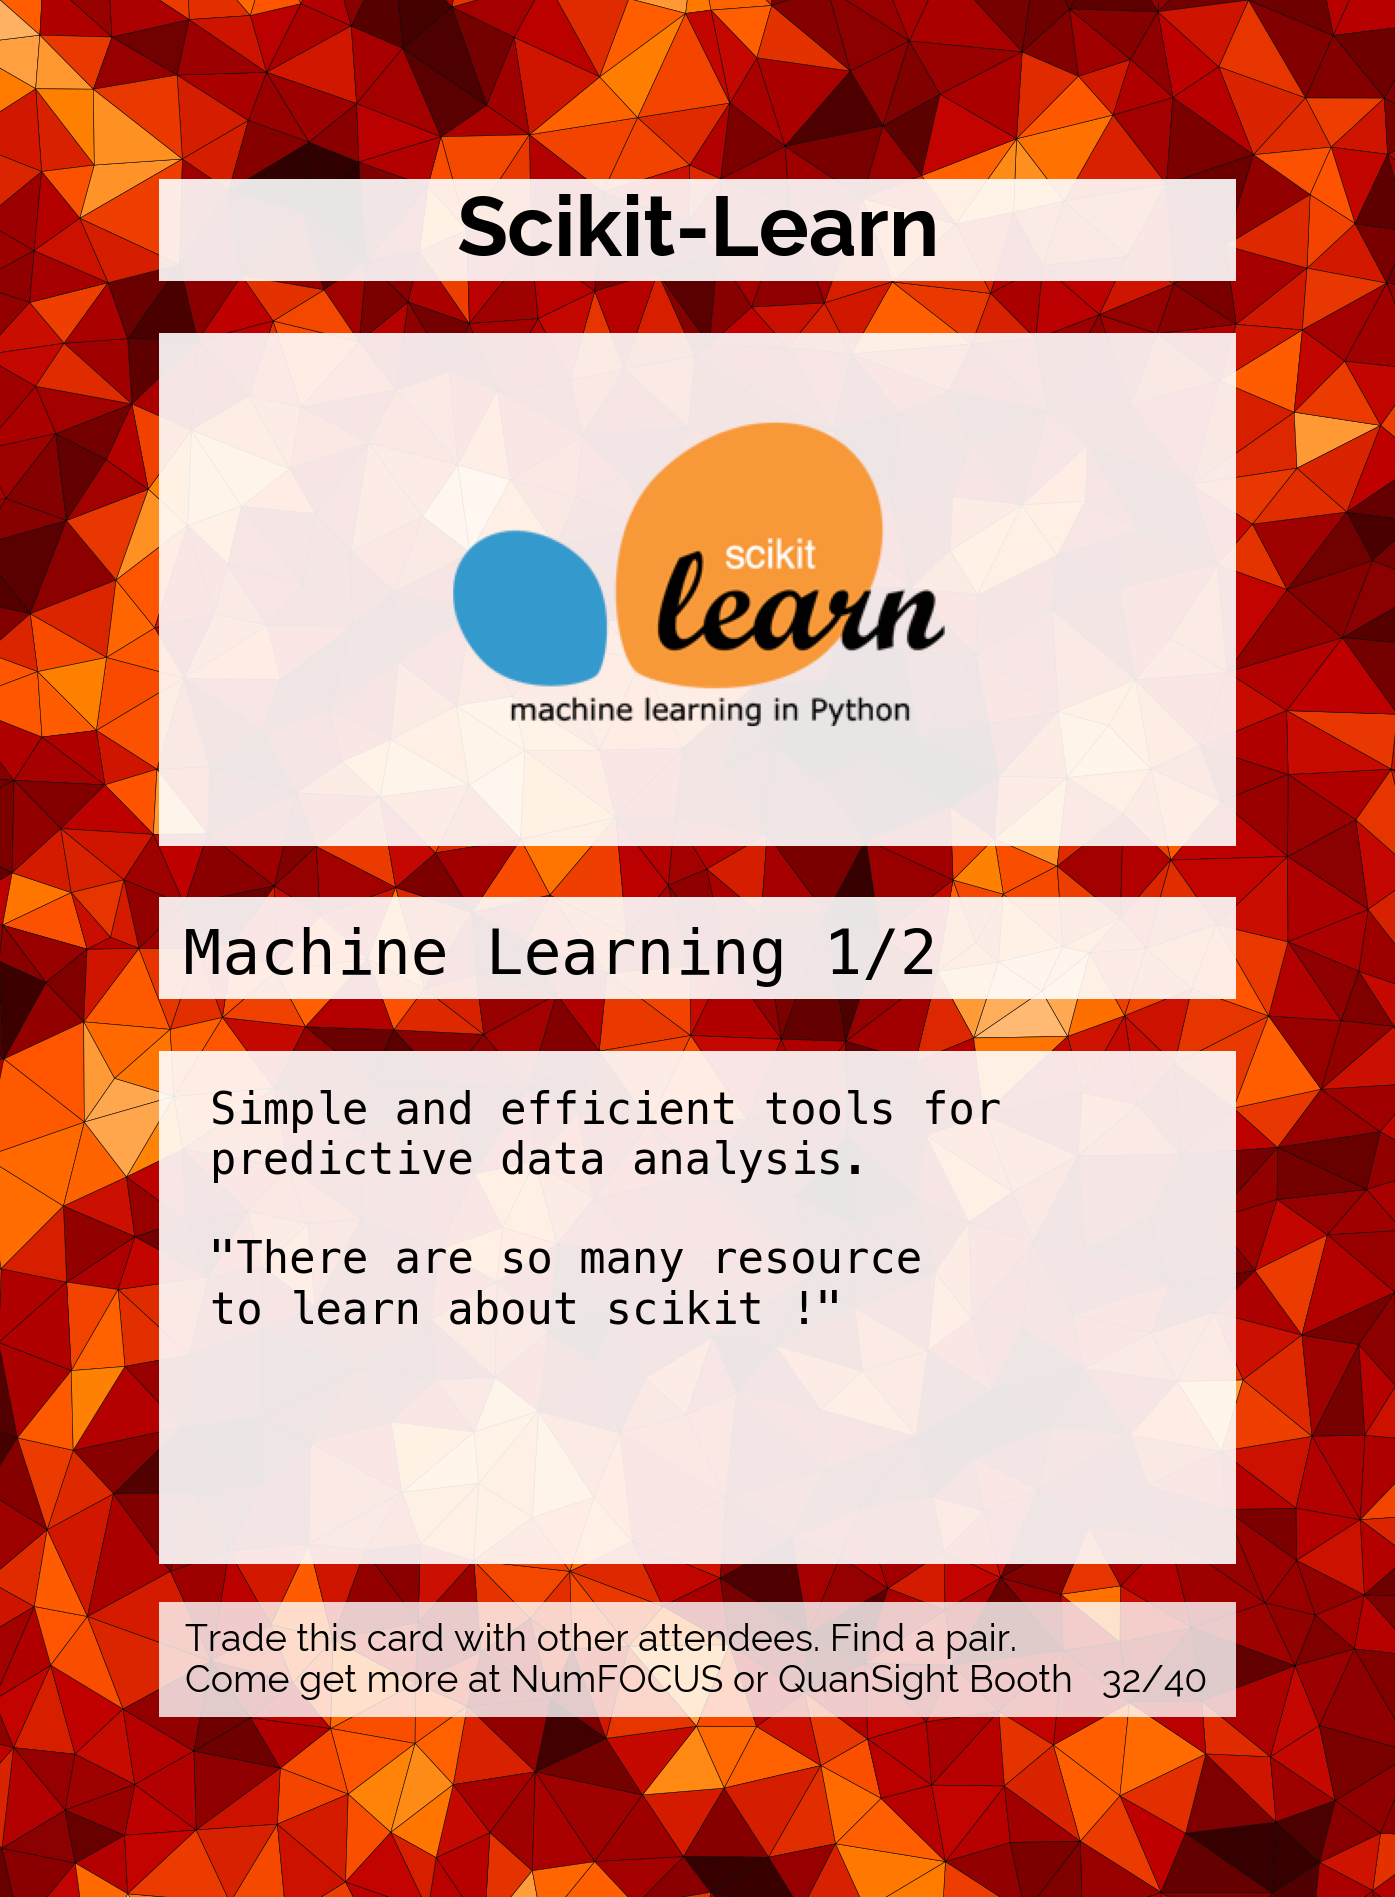 Scikit-Learn
scikit
learn
machine learning in Python
Machine Learning 1/2
Simple and efficient tools for
predictive data analysis.
"There are so many resource
to learn about scikit !"
Trade this card with other attendees. Find a pair.
Come get more at NumFOCUS or QuanSight Booth 32/40